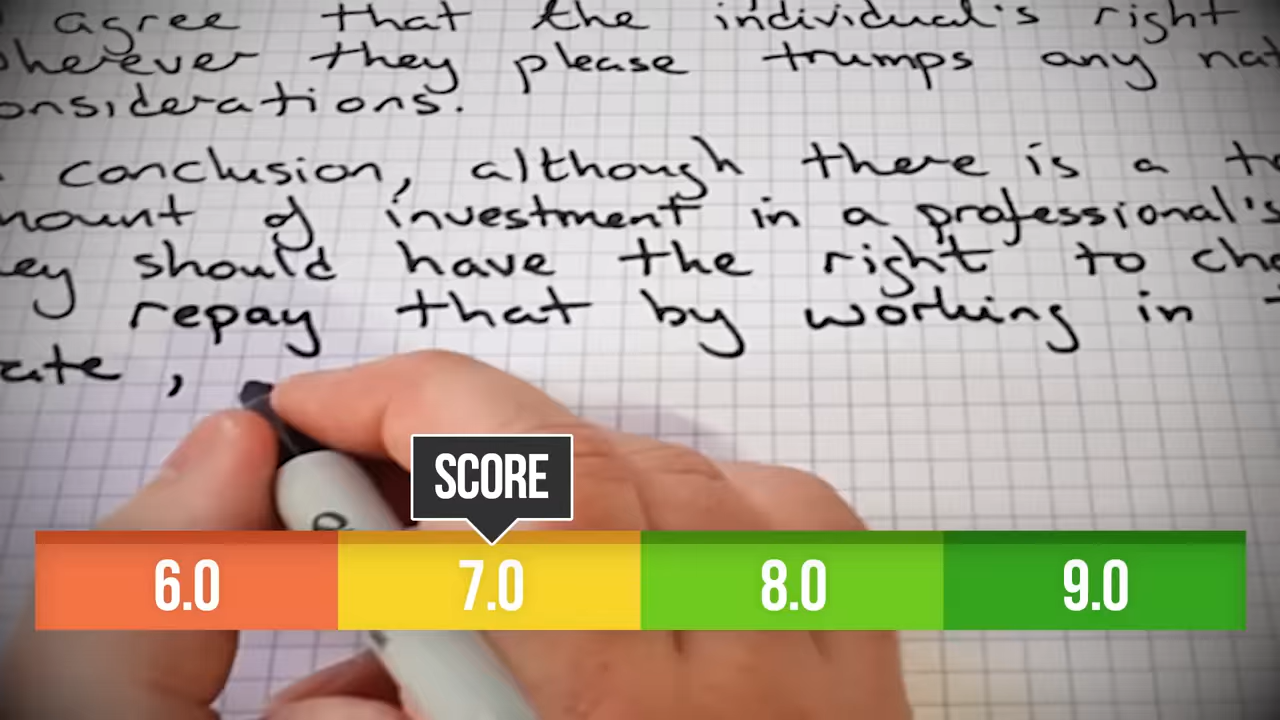 agree that the individual's right
wherever they please trumps any nat
onsiderations.
conclusion, although there is a
mount of investment in a professional's
ey should have the right to cho
repay that by working in
ate,
SCORE
6.0 7.0 8.0 9.0